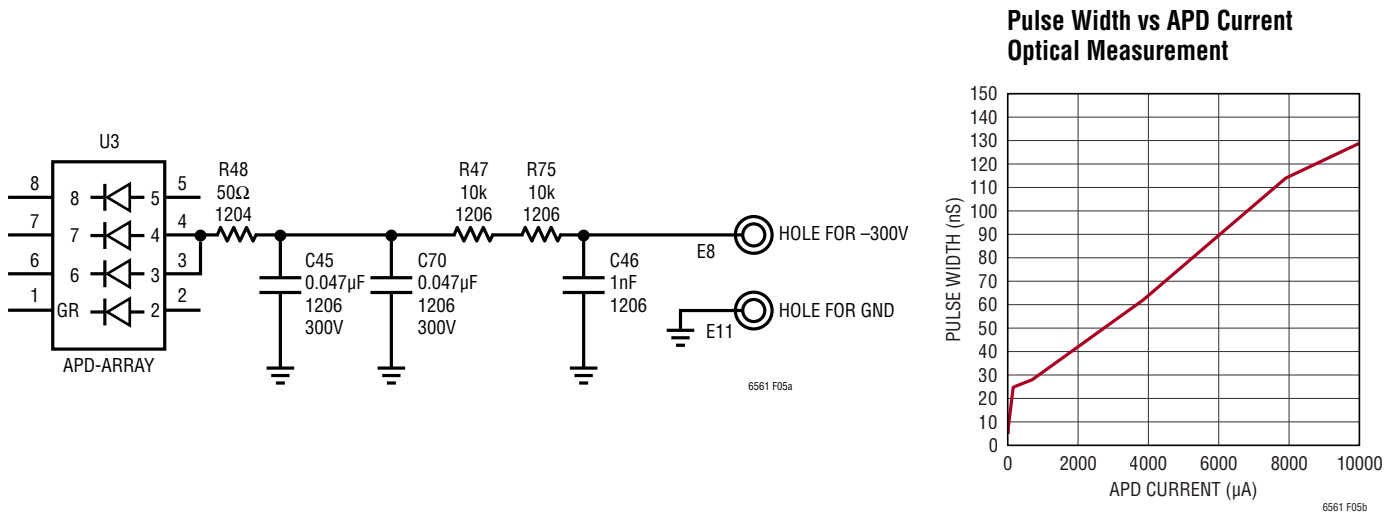 U3
8
7
6
1
8
7
6
GR
5
4
3
2
5
4
3
2
APD-ARRAY
R48
50Ω
1204
C45
0.047µF
1206
300V
C70
0.047µF
1206
300V
R47
10k
1206
R75
10k
1206
C46
1nF
1206
E8
HOLE FOR –300V
E11
HOLE FOR GND
6561 F05a
Pulse Width vs APD Current
Optical Measurement
PULSE WIDTH (nS)
150
140
130
120
110
100
90
80
70
60
50
40
30
20
10
0
0 2000 4000 6000 8000 10000
APD CURRENT (µA)
6561 F05b